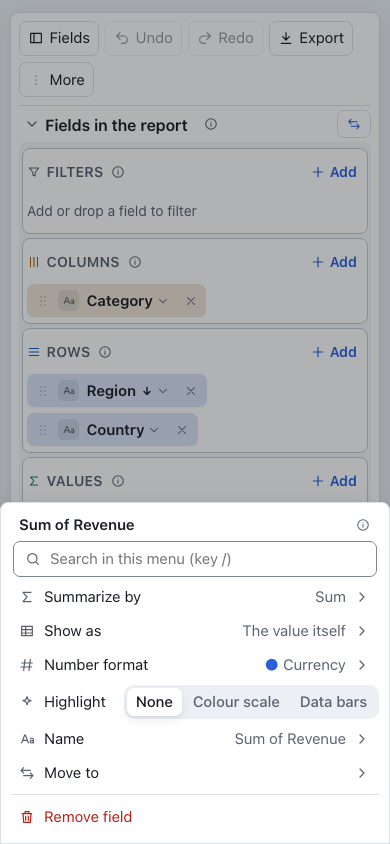 Fields
Undo
Redo
Export
More
Fields in the report
FILTERS
Add
Add or drop a field to filter
COLUMNS
Add
Aa Category
ROWS
Add
Aa Region
Aa Country
VALUES
Add
Sum of Revenue
Search in this menu (key /)
Summarize by Sum
Show as The value itself
Number format Currency
Highlight None Colour scale Data bars
Aa Name Sum of Revenue
Move to
Remove field